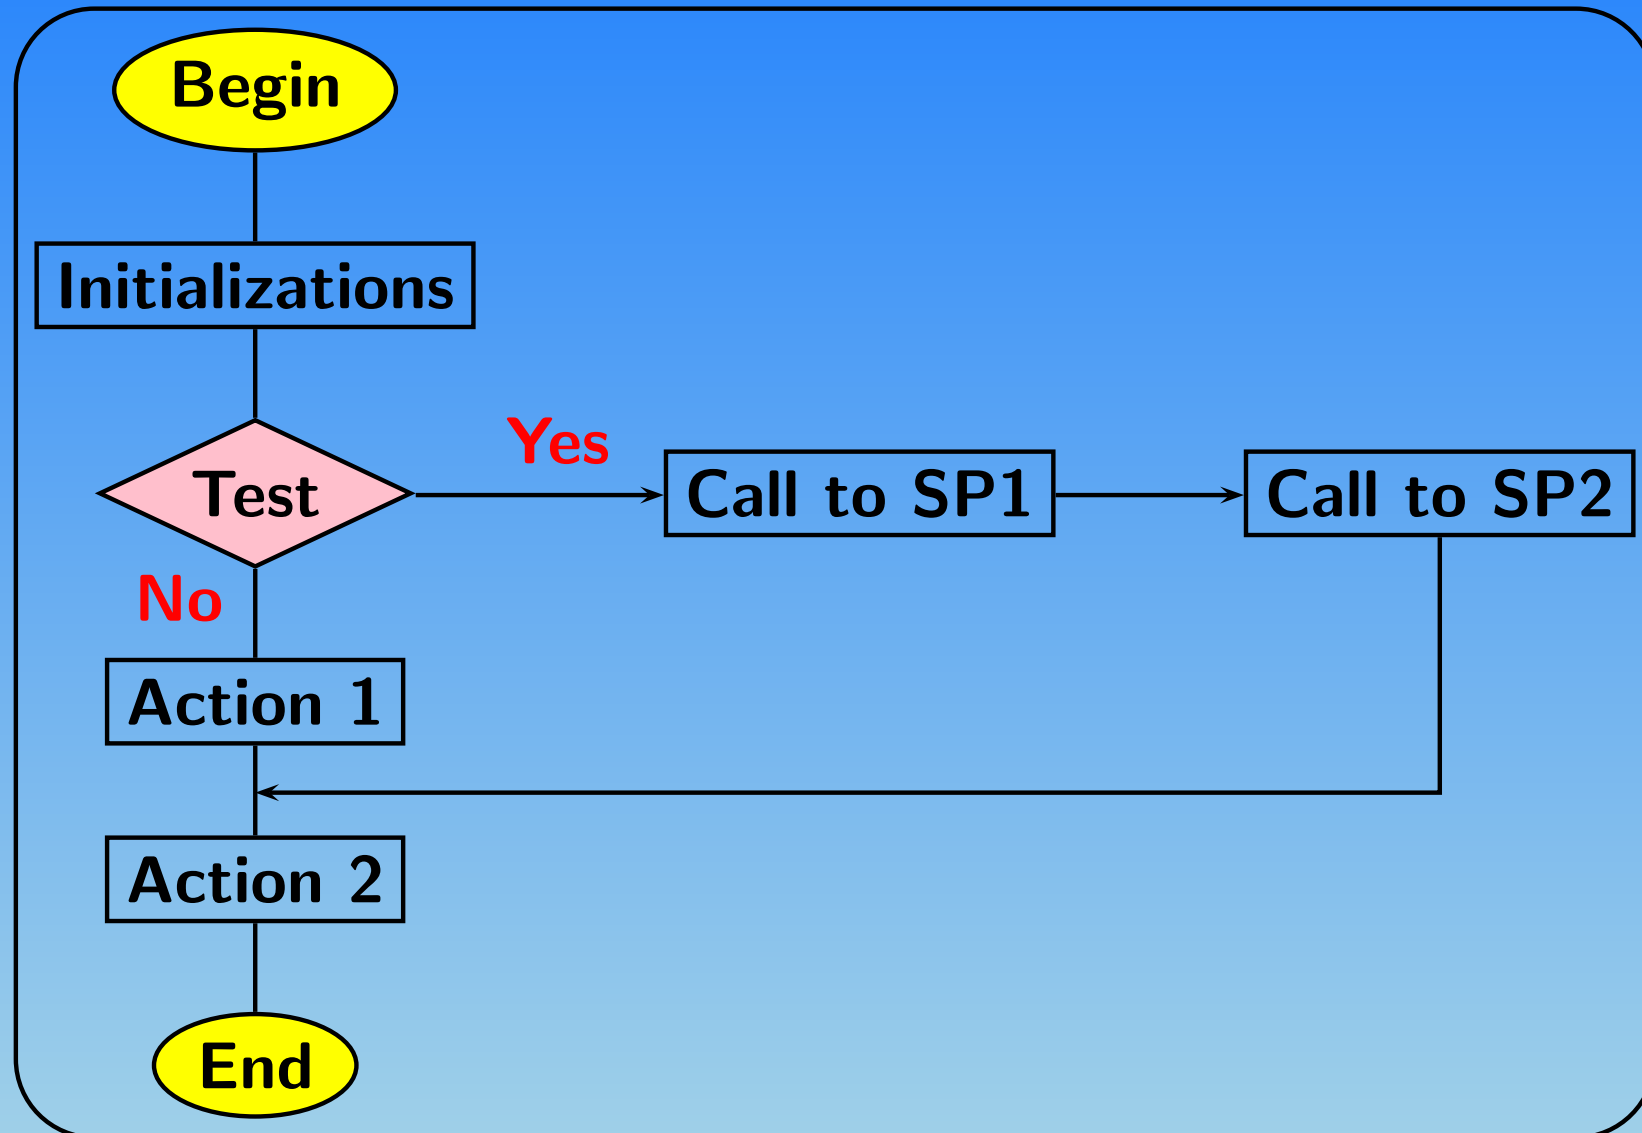 Begin
Initializations
Yes
Test
Call to SP1
Call to SP2
No
Action 1
Action 2
End